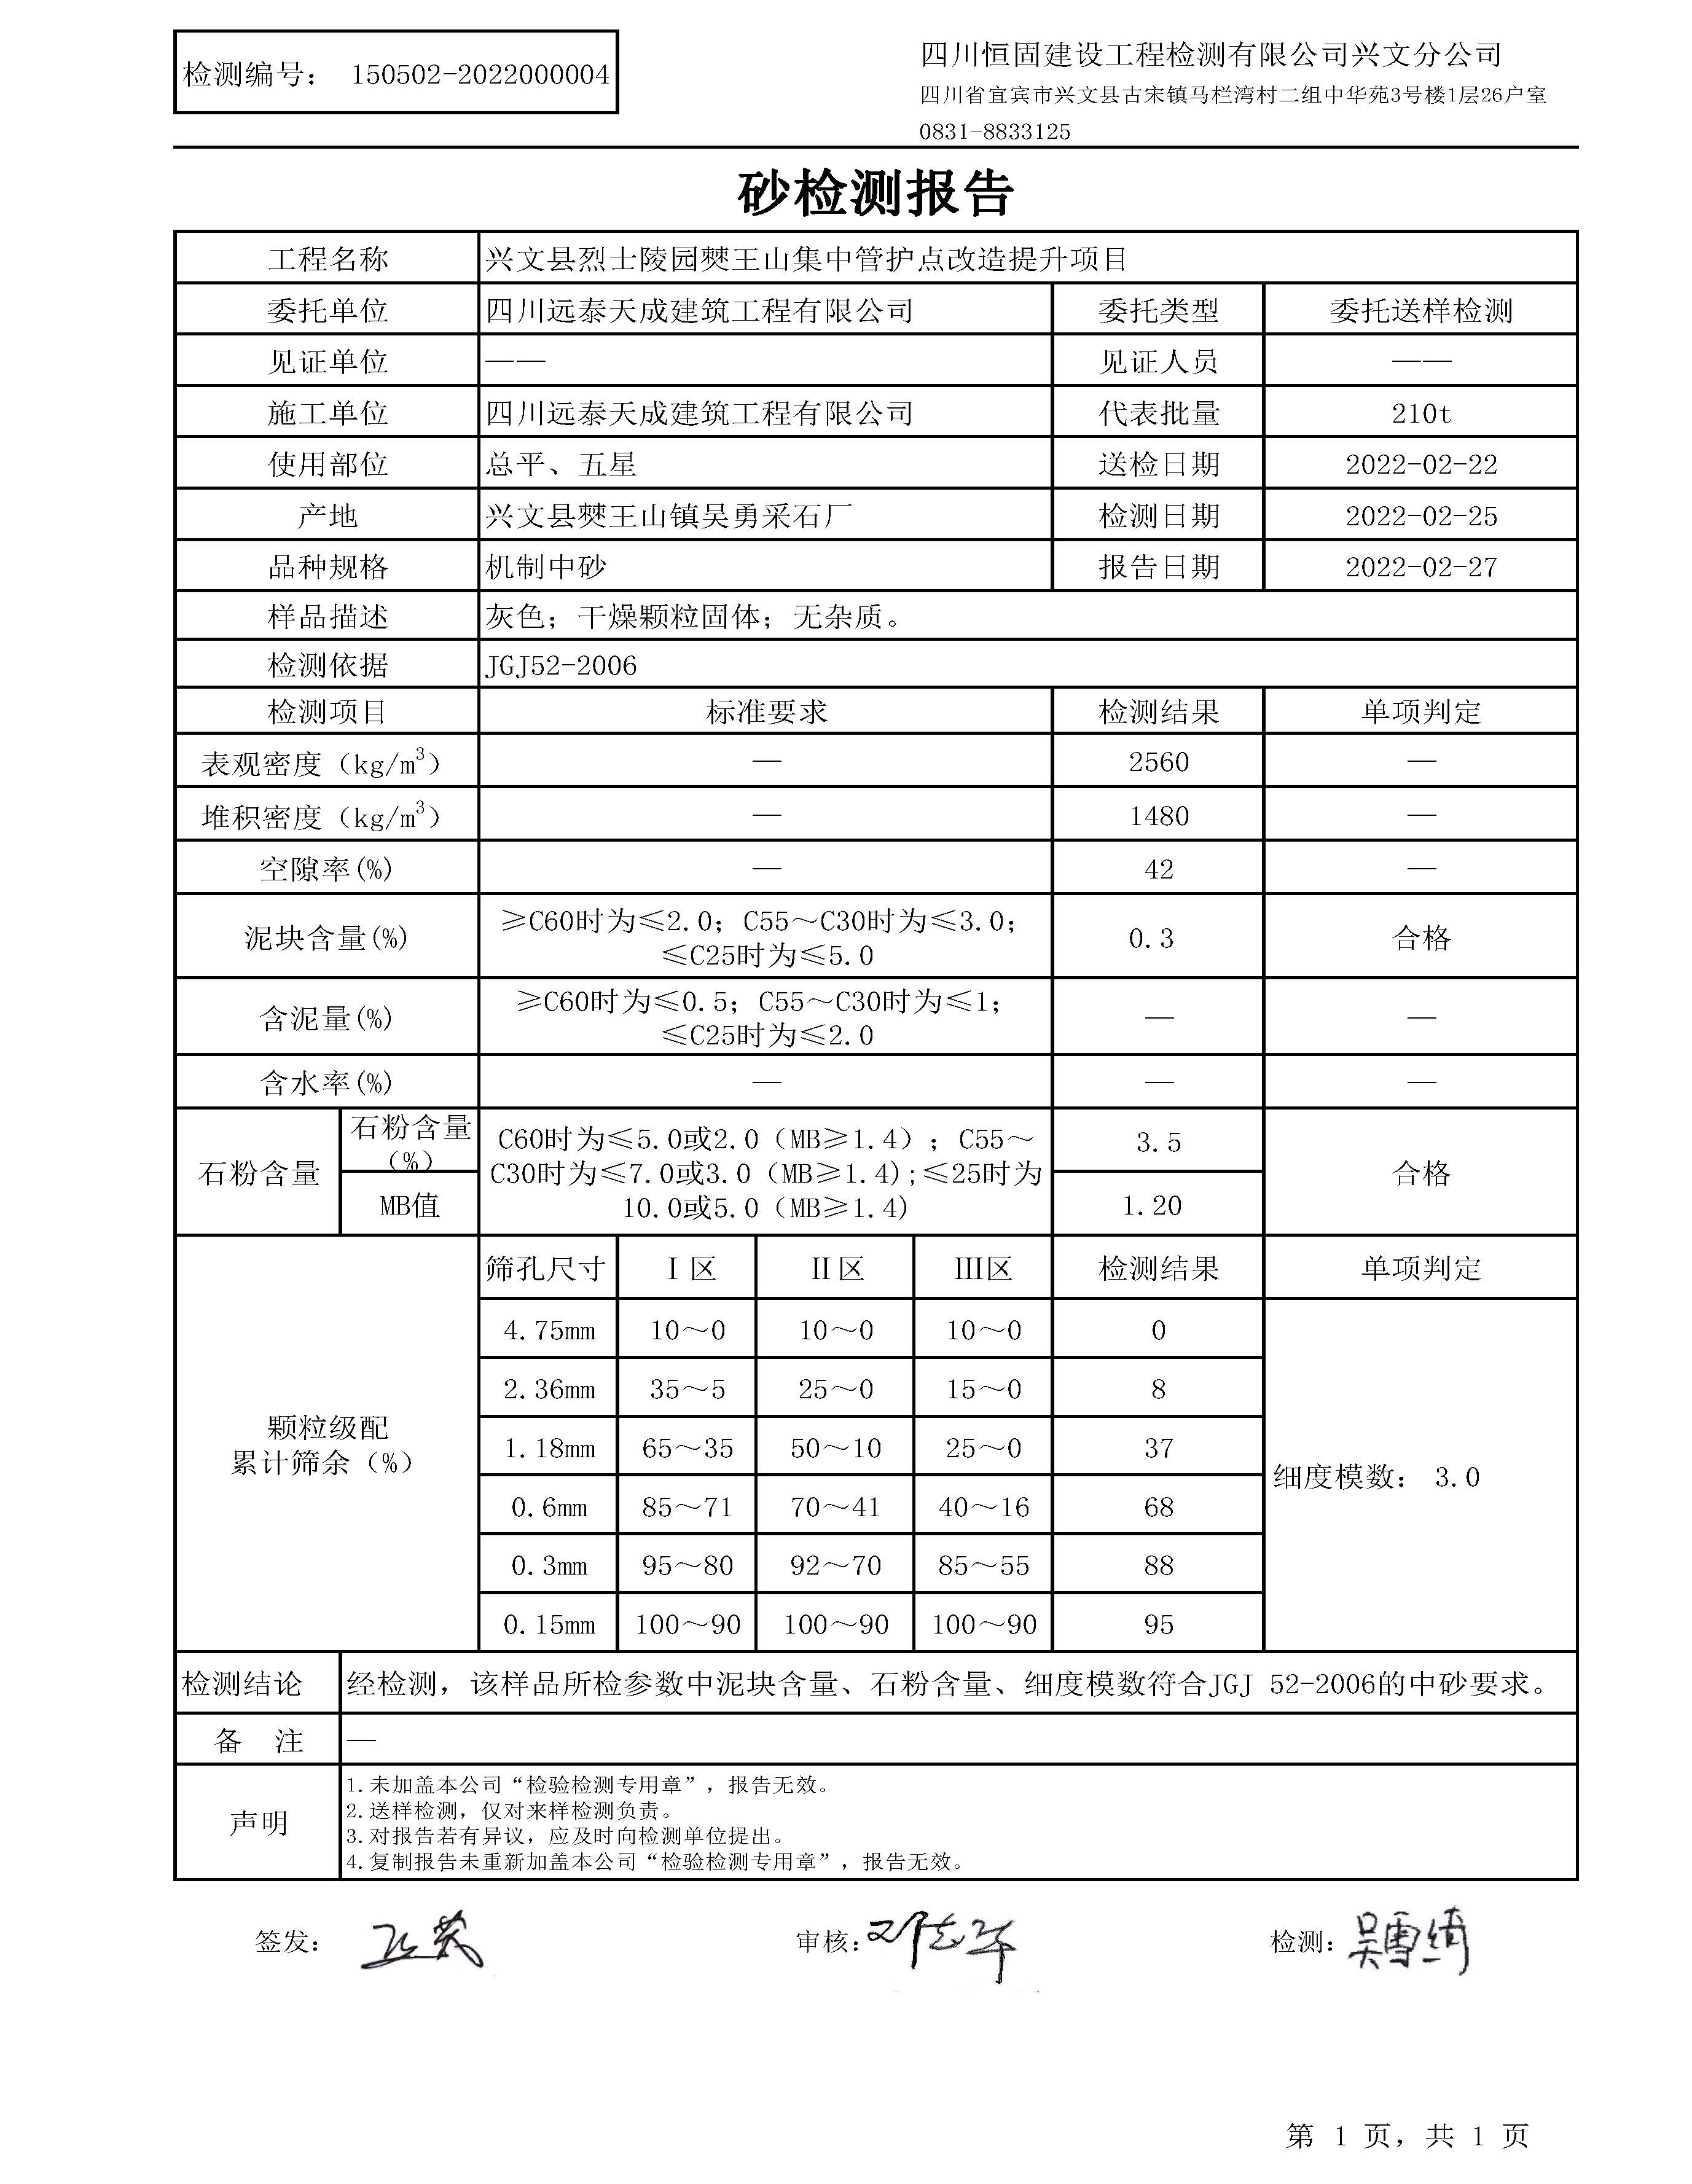 检测编号： 150502-2022000004
四川恒固建设工程检测有限公司兴文分公司
四川省宜宾市兴文县古宋镇马栏湾村二组中华苑3号楼1层26户室
0831-8833125
砂检测报告
工程名称 兴文县烈士陵园僰王山集中管护点改造提升项目
委托单位 四川远泰天成建筑工程有限公司 委托类型 委托送样检测
见证单位 —— 见证人员 ——
施工单位 四川远泰天成建筑工程有限公司 代表批量 210t
使用部位 总平、五星 送检日期 2022-02-22
产地 兴文县僰王山镇吴勇采石厂 检测日期 2022-02-25
品种规格 机制中砂 报告日期 2022-02-27
样品描述 灰色；干燥颗粒固体；无杂质。
检测依据 JGJ52-2006
检测项目 标准要求 检测结果 单项判定
表观密度（kg/m³） — 2560 —
堆积密度（kg/m³） — 1480 —
空隙率(%) — 42 —
泥块含量(%) ≥C60时为≤2.0；C55～C30时为≤3.0；
≤C25时为≤5.0 0.3 合格
含泥量(%) ≥C60时为≤0.5；C55～C30时为≤1；
≤C25时为≤2.0 — —
含水率(%) — — —
石粉含量 石粉含量
（%） C60时为≤5.0或2.0（MB≥1.4）；C55～
C30时为≤7.0或3.0（MB≥1.4);≤25时为
10.0或5.0（MB≥1.4) 3.5 合格
MB值 1.20
颗粒级配
累计筛余（%）
筛孔尺寸 Ⅰ区 Ⅱ区 Ⅲ区 检测结果 单项判定
4.75mm 10～0 10～0 10～0 0
2.36mm 35～5 25～0 15～0 8
1.18mm 65～35 50～10 25～0 37
0.6mm 85～71 70～41 40～16 68
0.3mm 95～80 92～70 85～55 88
0.15mm 100～90 100～90 100～90 95
细度模数： 3.0
检测结论 经检测，该样品所检参数中泥块含量、石粉含量、细度模数符合JGJ 52-2006的中砂要求。
备 注 —
声明
1.未加盖本公司“检验检测专用章”，报告无效。
2.送样检测，仅对来样检测负责。
3.对报告若有异议，应及时向检测单位提出。
4.复制报告未重新加盖本公司“检验检测专用章”，报告无效。
签发： 审核： 检测：吴雪绮
第 1 页，共 1 页